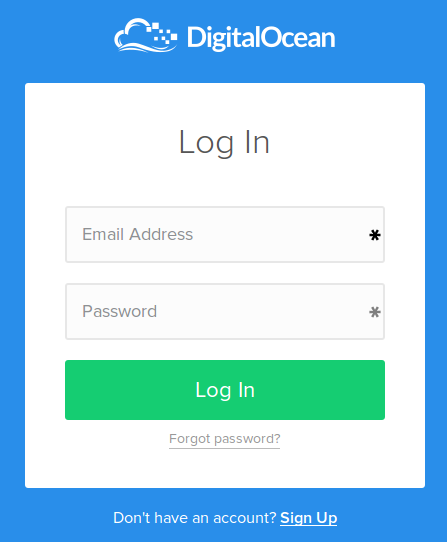 DigitalOcean
Log In
Email Address *
Password *
Log In
Forgot password?
Don't have an account? Sign Up